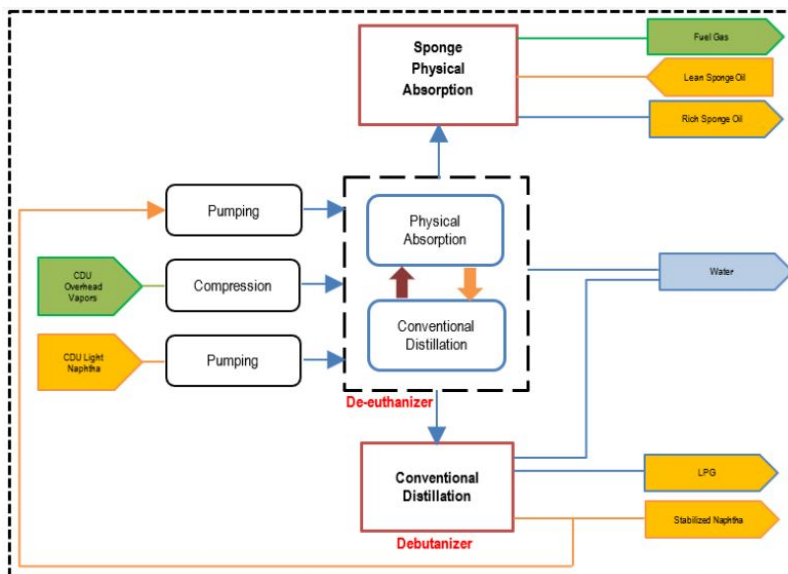 Sponge
Physical
Absorption
Fuel Gas
Lean Sponge Oil
Rich Sponge Oil
Pumping
Physical
Absorption
CDU
Overhead
Vapors
Compression
Water
CDU Light
Naphtha
Pumping
Conventional
Distillation
De-euthanizer
Conventional
Distillation
LPG
Stabilized Naphtha
Debutanizer